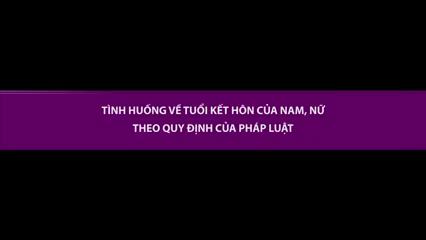 TÌNH HUỐNG VỀ TUỔI KẾT HÔN CỦA NAM, NỮ
THEO QUY ĐỊNH CỦA PHÁP LUẬT